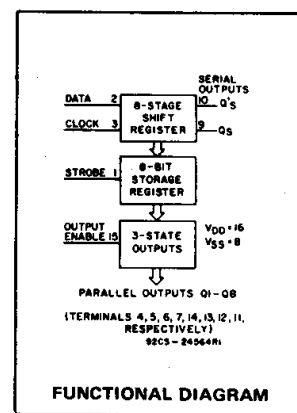 SERIAL
OUTPUTS
DATA 2
8-STAGE
SHIFT
REGISTER
10 Q'S
CLOCK 3
9 QS
STROBE 1
8-BIT
STORAGE
REGISTER
OUTPUT
ENABLE 15
3-STATE
OUTPUTS
VDD = 16
VSS = 8
PARALLEL OUTPUTS Q1-Q8
(TERMINALS 4, 5, 6, 7, 14, 13, 12, 11,
RESPECTIVELY)
92CS-24564R1
FUNCTIONAL DIAGRAM